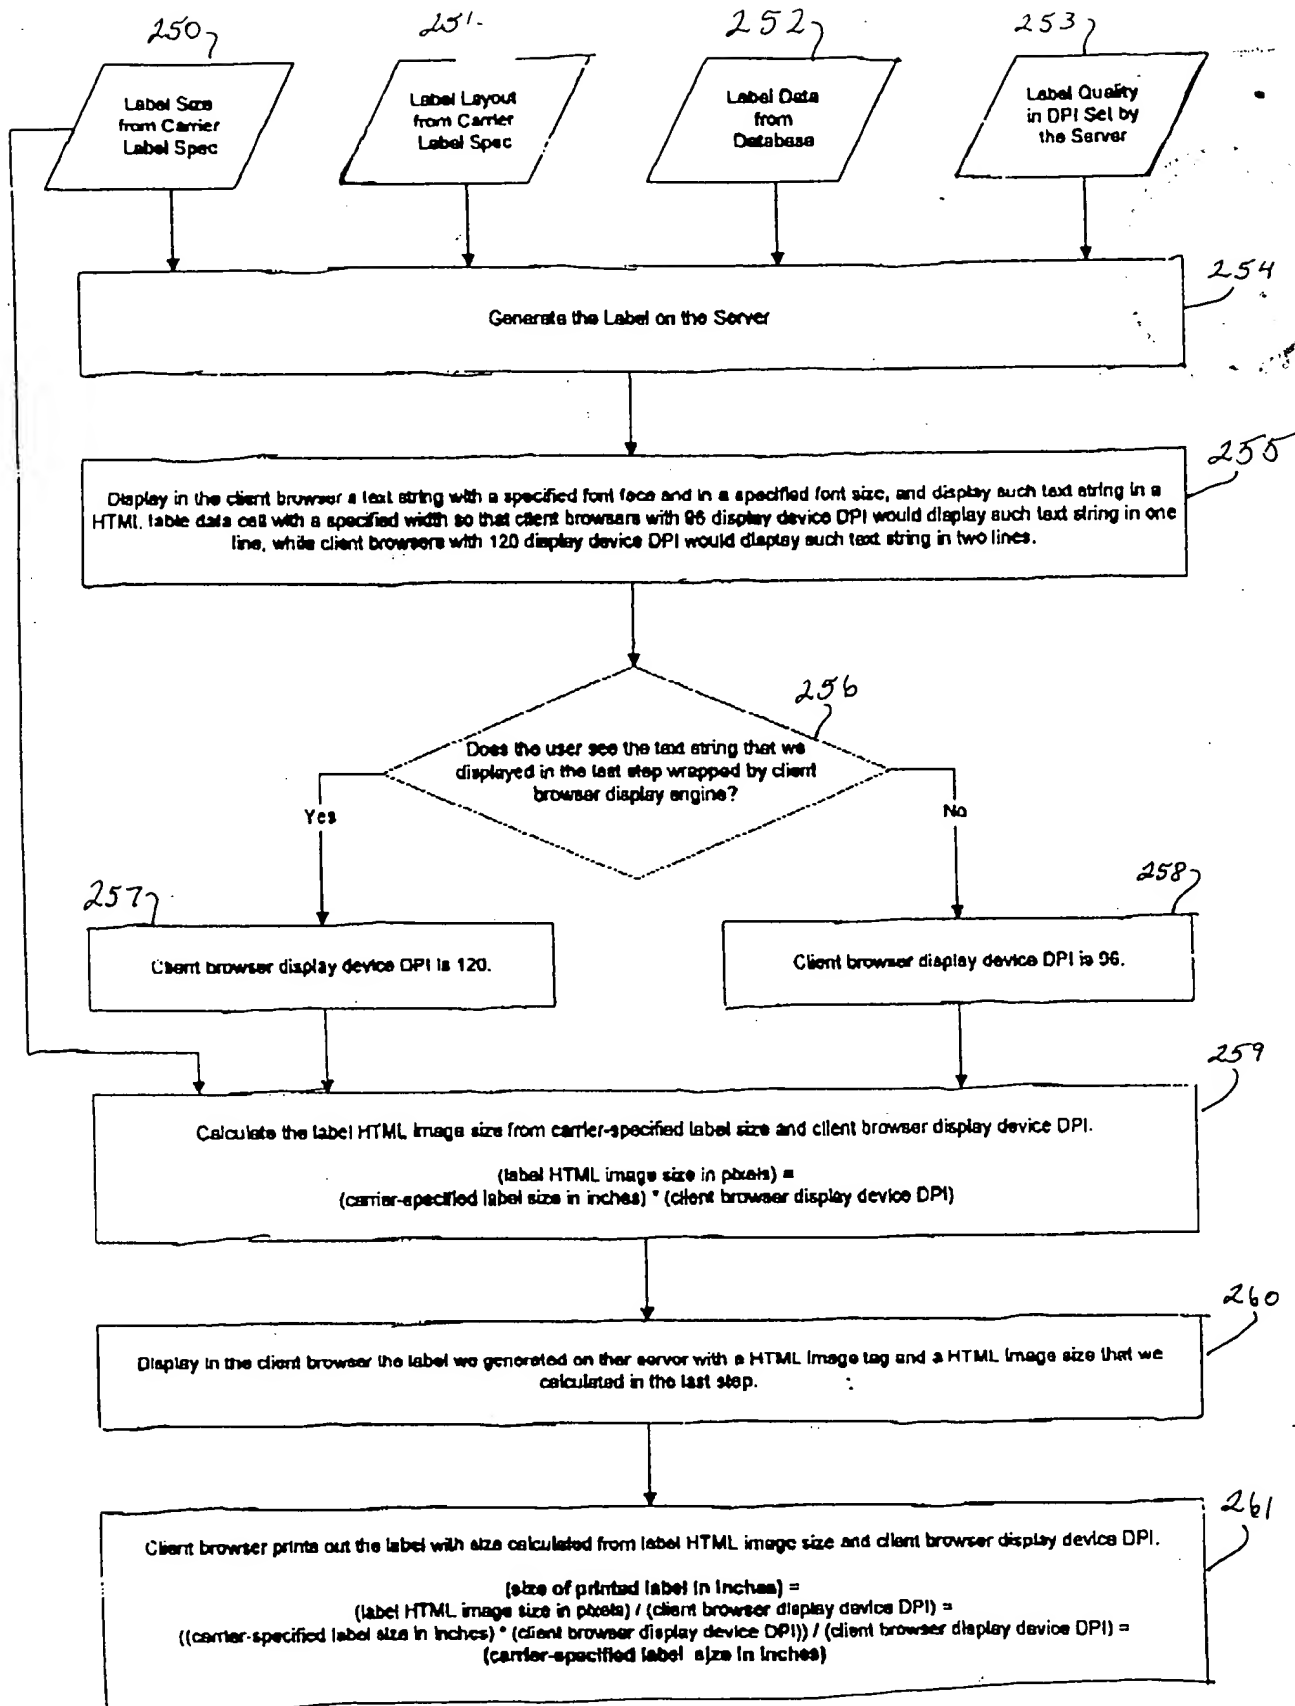 250
251
252
253
Label Size
from Carrier
Label Spec
Label Layout
from Carrier
Label Spec
Label Data
from
Database
Label Quality
in DPI Set by
the Server
254
Generate the Label on the Server
255
Display in the client browser a text string with a specified font face and in a specified font size, and display such text string in a
HTML table data cell with a specified width so that client browsers with 96 display device DPI would display such text string in one
line, while client browsers with 120 display device DPI would display such text string in two lines.
256
Does the user see the text string that we
displayed in the last step wrapped by client
browser display engine?
Yes
No
257
258
Client browser display device DPI is 120.
Client browser display device DPI is 96.
259
Calculate the label HTML image size from carrier-specified label size and client browser display device DPI.
(label HTML image size in pixels) =
(carrier-specified label size in inches) * (client browser display device DPI)
260
Display in the client browser the label we generated on ther server with a HTML image tag and a HTML image size that we
calculated in the last step.
261
Client browser prints out the label with size calculated from label HTML image size and client browser display device DPI.
(size of printed label in inches) =
(label HTML image size in pixels) / (client browser display device DPI) =
((carrier-specified label size in inches) * (client browser display device DPI)) / (client browser display device DPI) =
(carrier-specified label size in inches)